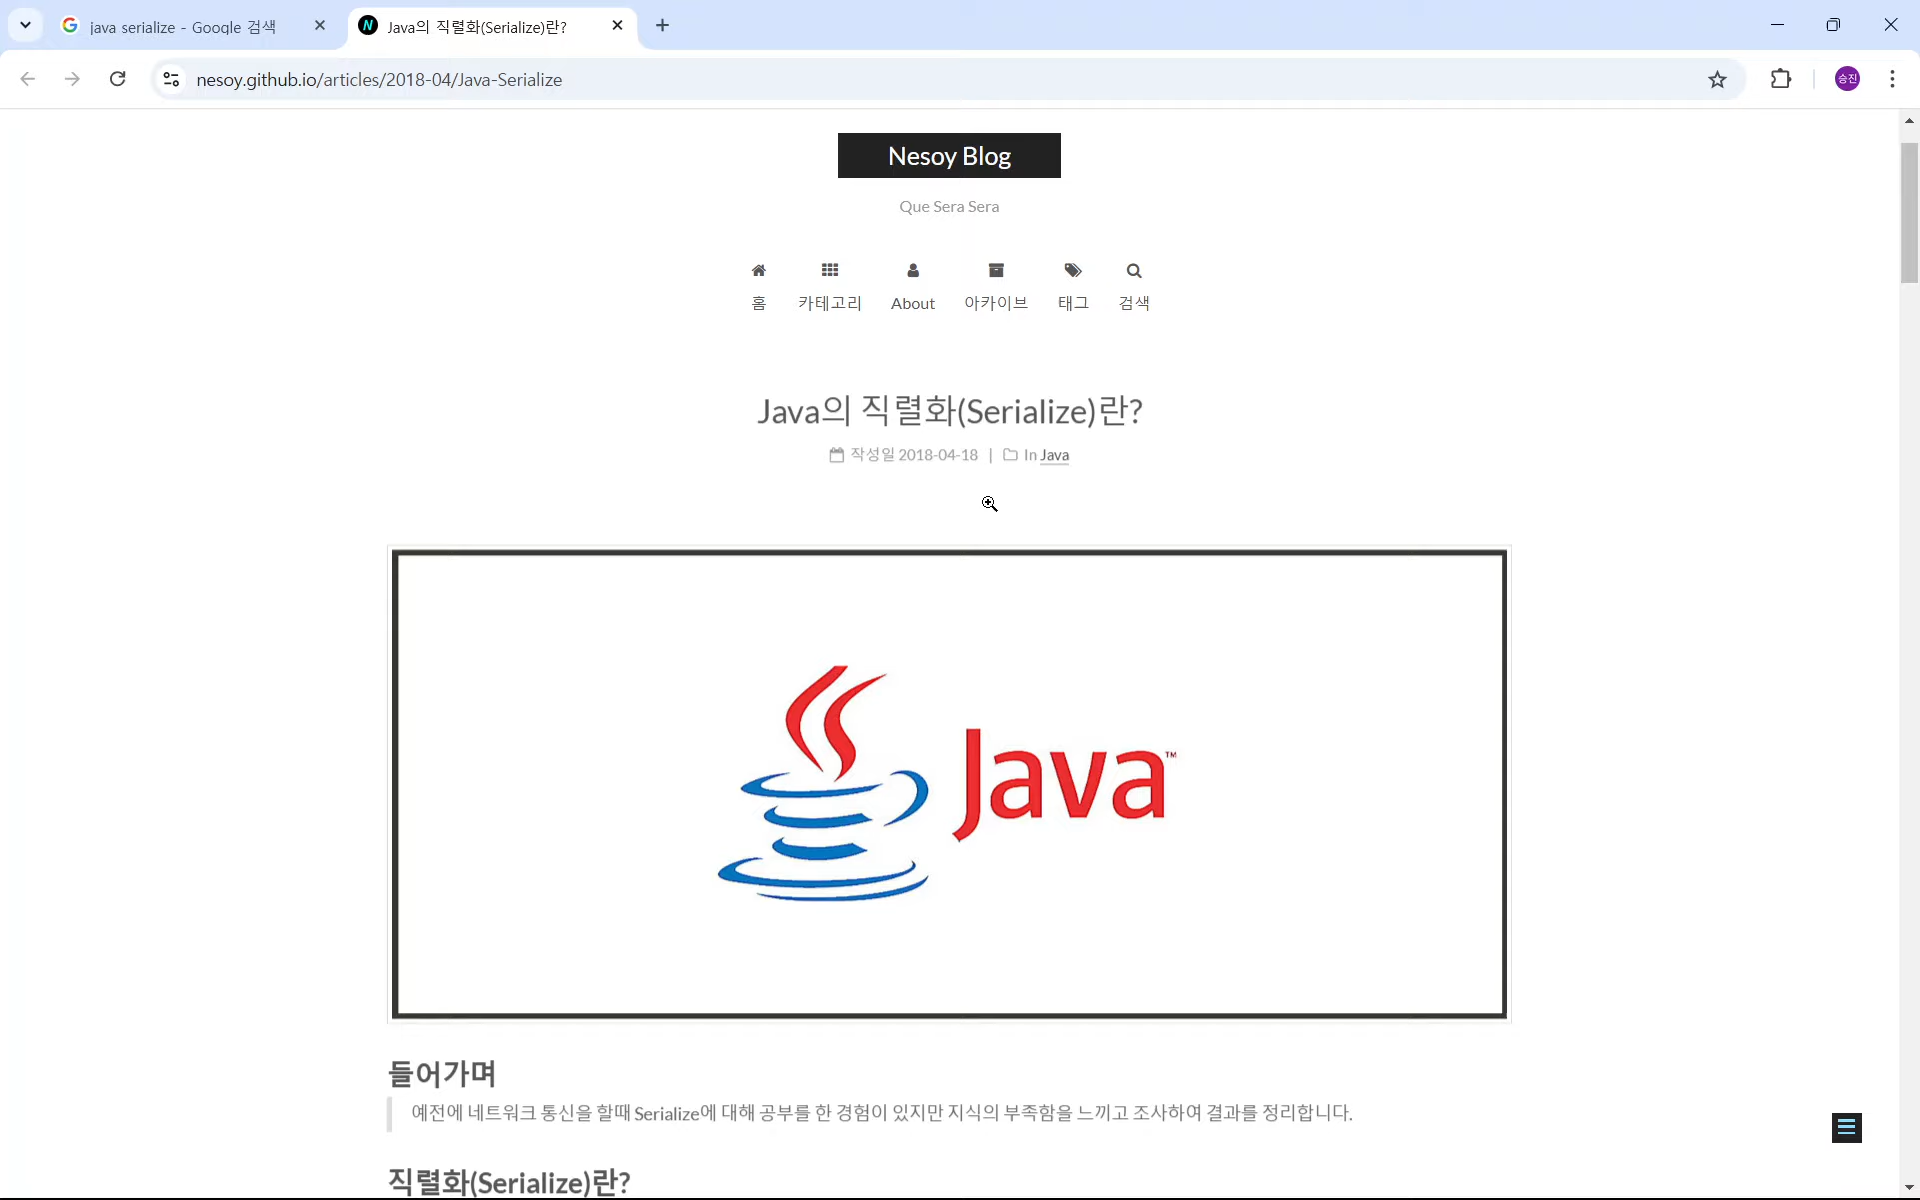 java serialize - Google 검색
Java의 직렬화(Serialize)란?
nesoy.github.io/articles/2018-04/Java-Serialize
승진
Nesoy Blog
Que Sera Sera
홈 카테고리 About 아카이브 태그 검색
Java의 직렬화(Serialize)란?
작성일 2018-04-18 | In Java
Java™
들어가며
예전에 네트워크 통신을 할때 Serialize에 대해 공부를 한 경험이 있지만 지식의 부족함을 느끼고 조사하여 결과를 정리합니다.
직렬화(Serialize)란?